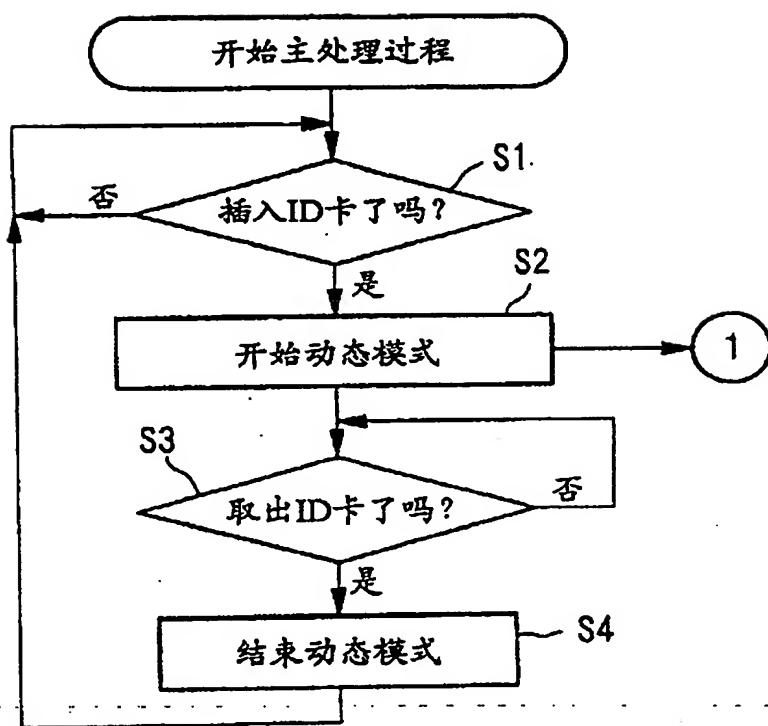 开始主处理过程
S1
插入ID卡了吗?
否
是
S2
开始动态模式
1
S3
取出ID卡了吗?
否
是
结束动态模式
S4